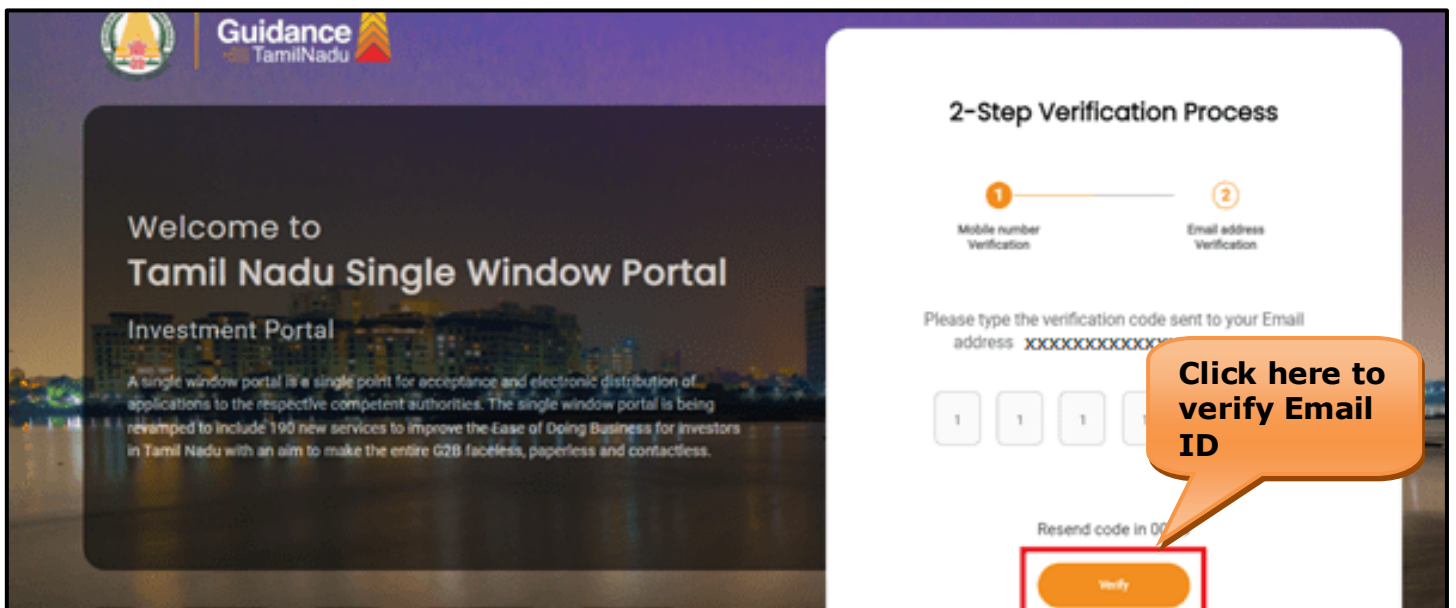 Guidance
TamilNadu
Welcome to
Tamil Nadu Single Window Portal
Investment Portal
A single window portal is a single point for acceptance and electronic distribution of
applications to the respective competent authorities. The single window portal is being
revamped to include 190 new services to improve the Ease of Doing Business for investors
in Tamil Nadu with an aim to make the entire G2B faceless, paperless and contactless.
2-Step Verification Process
1
2
Mobile number
Verification
Email address
Verification
Please type the verification code sent to your Email
address XXXXXXXXXXXXX
1 1 1 1
Click here to
verify Email
ID
Resend code in 00
Verify